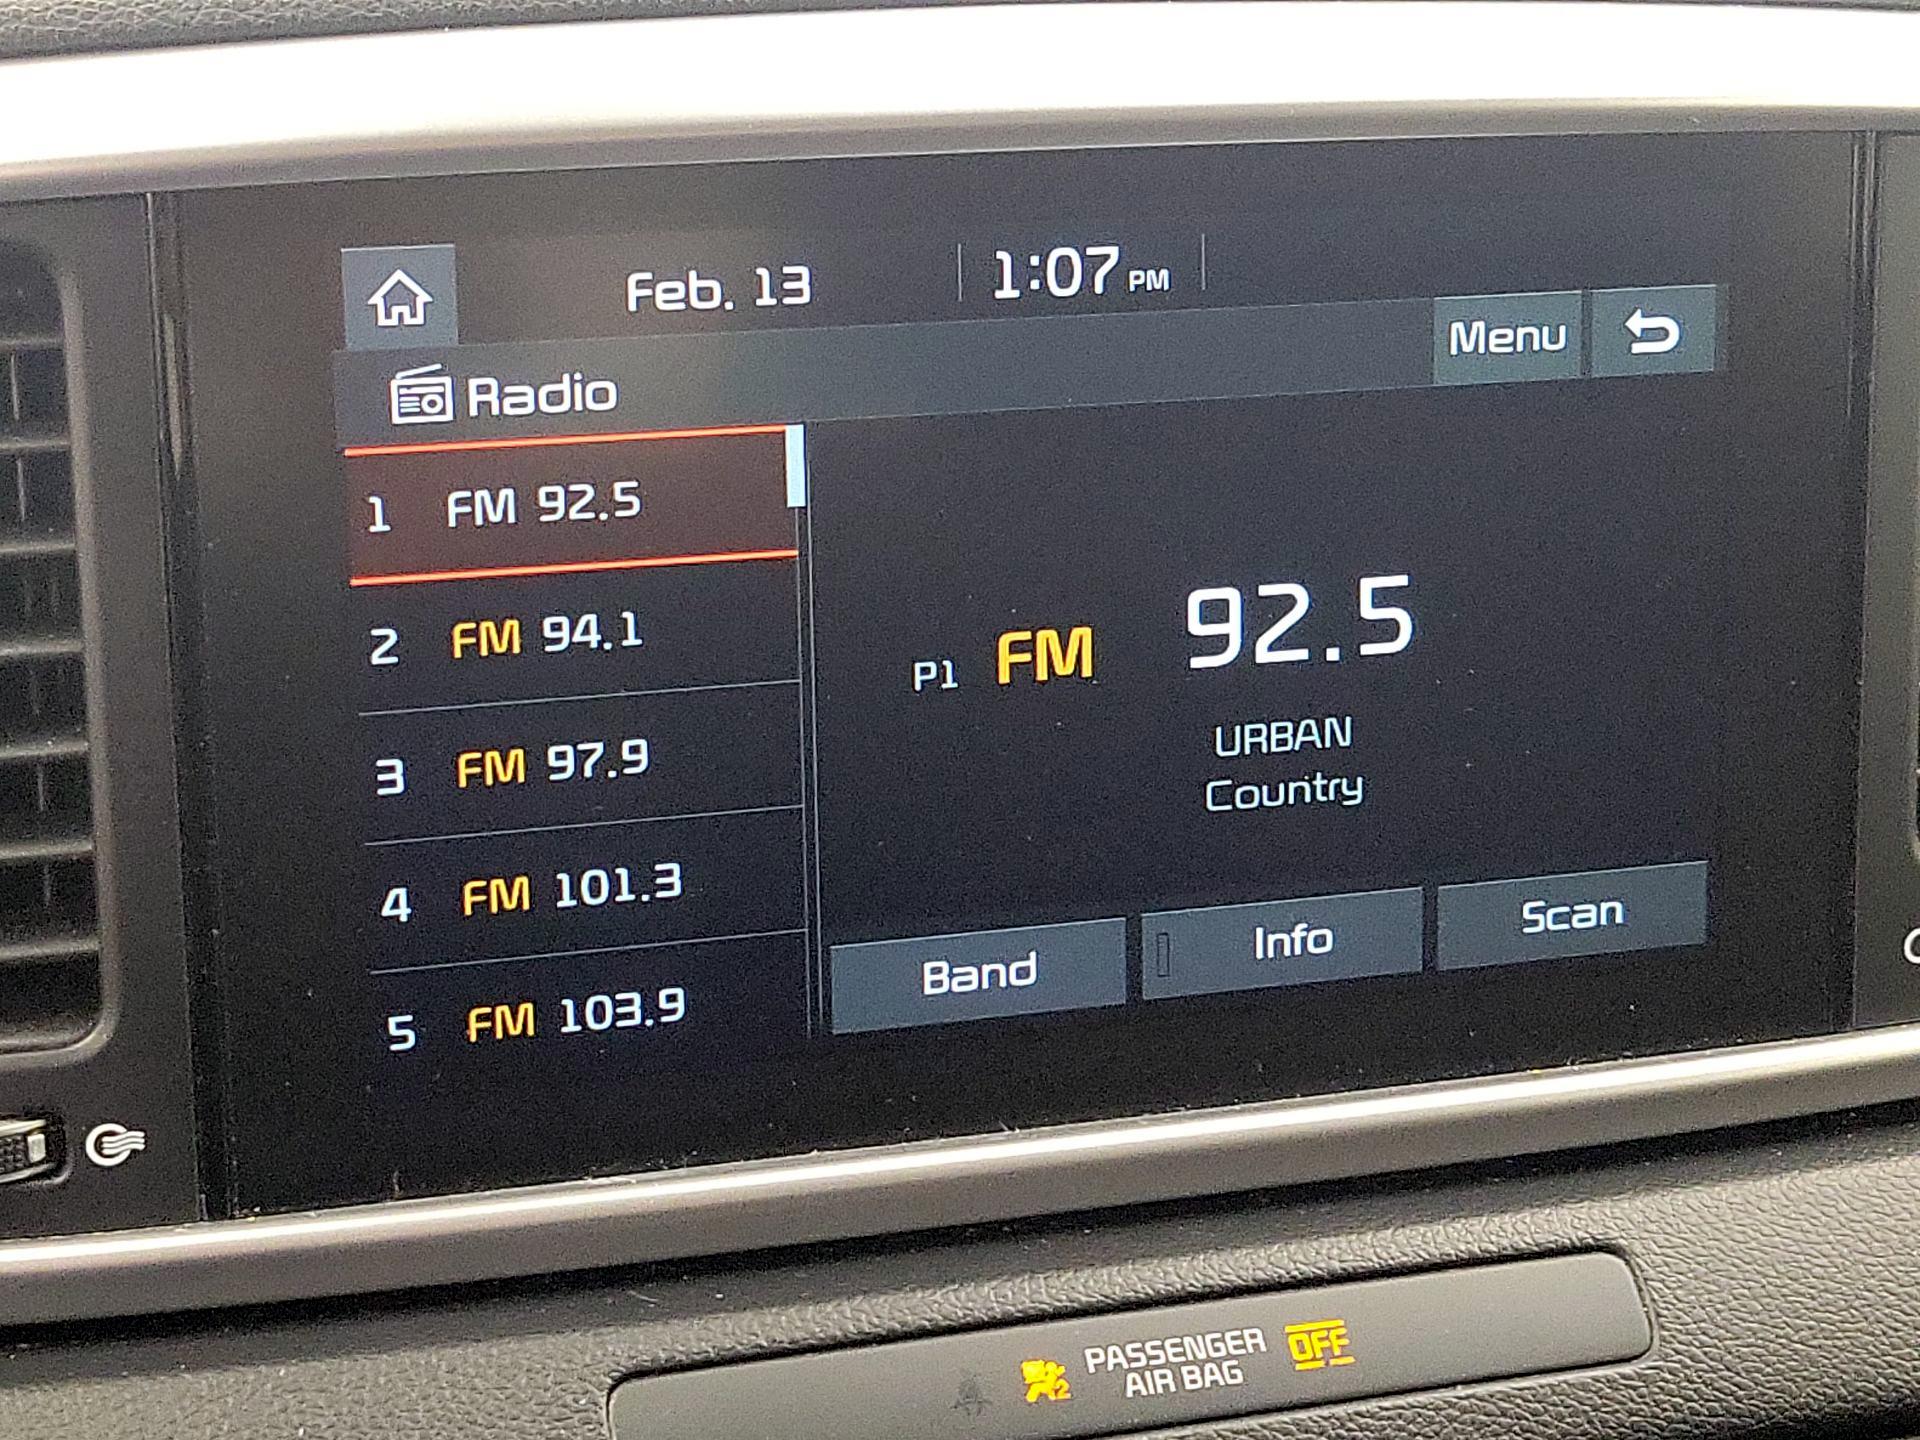 Feb. 13
1:07 PM
Menu
Radio
1 FM 92.5
2 FM 94.1
3 FM 97.9
4 FM 101.3
5 FM 103.9
P1 FM 92.5
URBAN
Country
Band
Info
Scan
PASSENGER
AIR BAG
OFF
2